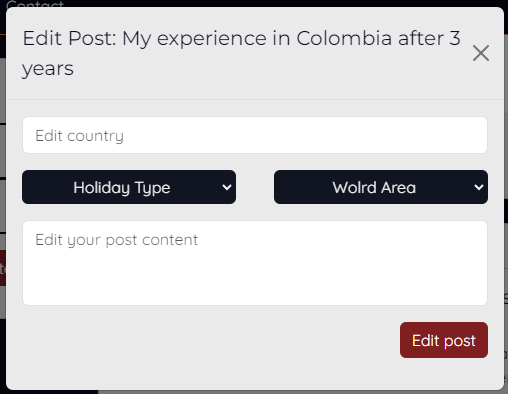 Contact
Edit Post: My experience in Colombia after 3
years
Edit country
Holiday Type
Wolrd Area
Edit your post content
Edit post